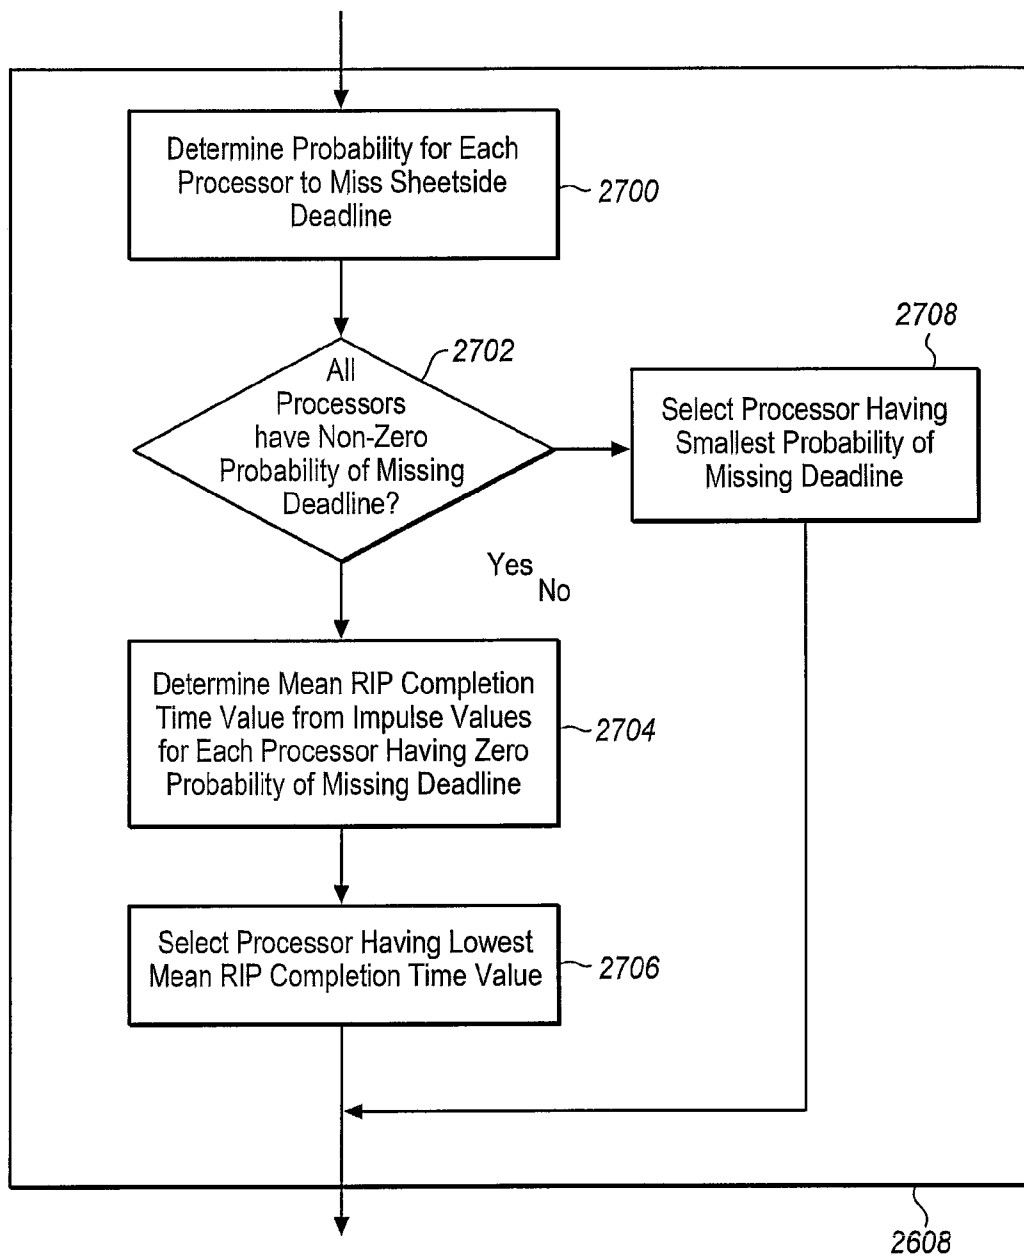 Determine Probability for Each
Processor to Miss Sheetside
Deadline
2700
All
Processors
have Non-Zero
Probability of Missing
Deadline?
2702
2708
Select Processor Having
Smallest Probability of
Missing Deadline
Yes
No
Determine Mean RIP Completion
Time Value from Impulse Values
for Each Processor Having Zero
Probability of Missing Deadline
2704
Select Processor Having Lowest
Mean RIP Completion Time Value
2706
2608